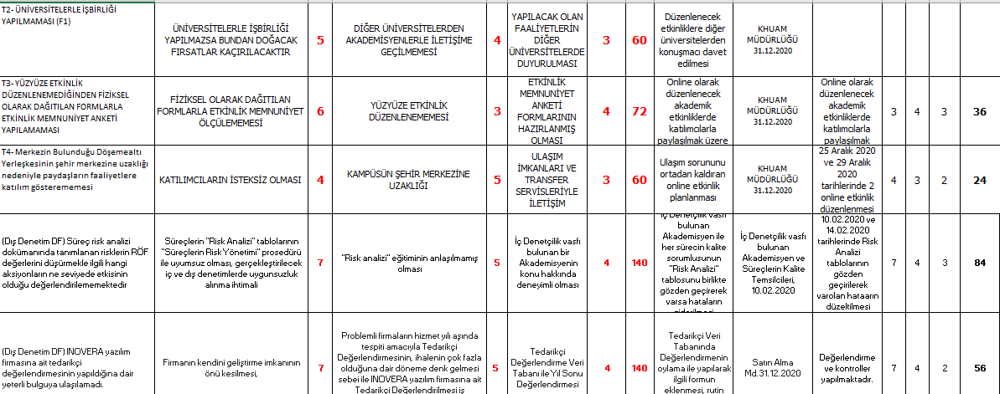 T2- ÜNİVERSİTELERLE İŞBİRLİĞİ
YAPILMAMASI (F1)
ÜNİVERSİTELERLE İŞBİRLİĞİ
YAPILMAZSA BUNDAN DOĞACAK
FIRSATLAR KAÇIRILACAKTIR
5
DİĞER ÜNİVERSİTELERDEN
AKADEMİSYENLERLE İLETİŞİME
GEÇİLMEMESİ
4
YAPILACAK OLAN
FAALİYETLERİN
DİĞER
ÜNİVERSİTELERDE
DUYURULMASI
3
60
Düzenlenecek
etkinliklere diğer
üniversitelerden
konuşmacı davet
edilmesi
KHUAM
MÜDÜRLÜĞÜ
31.12.2020
T3- YÜZYÜZE ETKİNLİK
DÜZENLENEMEDİĞİNDEN FİZİKSEL
OLARAK DAĞITILAN FORMLARLA
ETKİNLİK MEMNUNİYET ANKETİ
YAPILAMAMASI
FİZİKSEL OLARAK DAĞITILAN
FORMLARLA ETKİNLİK MEMNUNİYET
ÖLÇÜLEMEMESİ
6
YÜZYÜZE ETKİNLİK
DÜZENLENEMEMESİ
3
ETKİNLİK
MEMNUNİYET
ANKETİ
FORMLARININ
HAZIRLANMIŞ
OLMASI
4
72
Online olarak
düzenlenecek
akademik
etkinliklerde
katılımcılarla
paylaşılmak üzere
KHUAM
MÜDÜRLÜĞÜ
31.12.2020
Online olarak
düzenlenecek
akademik
etkinliklerde
katılımcılarla
paylaşılmak
3
4
3
36
T4- Merkezin Bulunduğu Döşemealtı
Yerleşkesinin şehir merkezine uzaklığı
nedeniyle paydaşların faaliyetlere
katılım gösterememesi
KATILIMCILARIN İSTEKSİZ OLMASI
4
KAMPÜSÜN ŞEHİR MERKEZİNE
UZAKLIĞI
5
ULAŞIM
İMKANLARI VE
TRANSFER
SERVİSLERİYLE
İLETİŞİM
3
60
Ulaşım sorununu
ortadan kaldıran
online etkinlik
planlanması
KHUAM
MÜDÜRLÜĞÜ
31.12.2020
25 Aralık 2020
ve 29 Aralık
2020
tarihlerinde 2
online etkinlik
düzenlenmesi
4
3
2
24
(Dış Denetim DF) Süreç risk analizi
dokümanında tanımlanan risklerin RÖF
değerlerini düşürmekle ilgili hangi
aksiyonların ne seviyede etkisinin
olduğu değerlendirilememektedir
Süreçlerin "Risk Analizi" tablolarının
"Süreçlerin Risk Yönetimi" prosedürü
ile uyumsuz olması, gerçekleştirilecek
iç ve dış denetimlerde uygunsuzluk
alınma ihtimali
7
"Risk analizi" eğitiminin anlaşılmamış
olması
5
İç Denetçilik vasfı
bulunan bir
Akademisyenin
konu hakkında
deneyimli olması
4
140
İç Denetçilik vasfı
bulunan
Akademisyen ile
her sürecin kalite
sorumlusunun
"Risk Analizi"
tablosunu birlikte
gözden geçirerek
varsa hataların
İç Denetçilik vasfı
bulunan
Akademisyen ve
Süreçlerin Kalite
Temsilcileri,
10.02.2020
10.02.2020 ve
14.02.2020
tarihlerinde Risk
Analizi
tablolarının
gözden
geçirilerek
varolan hataarın
düzeltilmesi
7
4
3
84
(Dış Denetim DF) INOVERA yazılım
firmasına ait tedarikçi
değerlendirmesinin yapıldığına dair
yeterli bulguya ulaşılamadı.
Firmanın kendini geliştirme imkanının
önü kesilmesi,
7
Problemli firmaların hizmet yılı aşında
tespiti amacıyla Tedarikçi
Değerlendirmesinin, ihalenin çok fazla
olduğuna dair döneme denk gelmesi
sebei ile INOVERA yazılım firmasına ait
Tedarikçi Değerlendirilmesi iş
5
Tedarikçi
Değerlendirme Veri
Tabanı ile Yıl Sonu
Değerlendirmesi
4
140
Tedarikçi Veri
Tabanında
Değerlendirmenin
oylama ile yapılarak
ilgili formun
eklenmesi, rutin
Satın Alma
Md.31.12.2020
Değerlendirme
ve kontroller
yapılmaktadır.
7
4
2
56